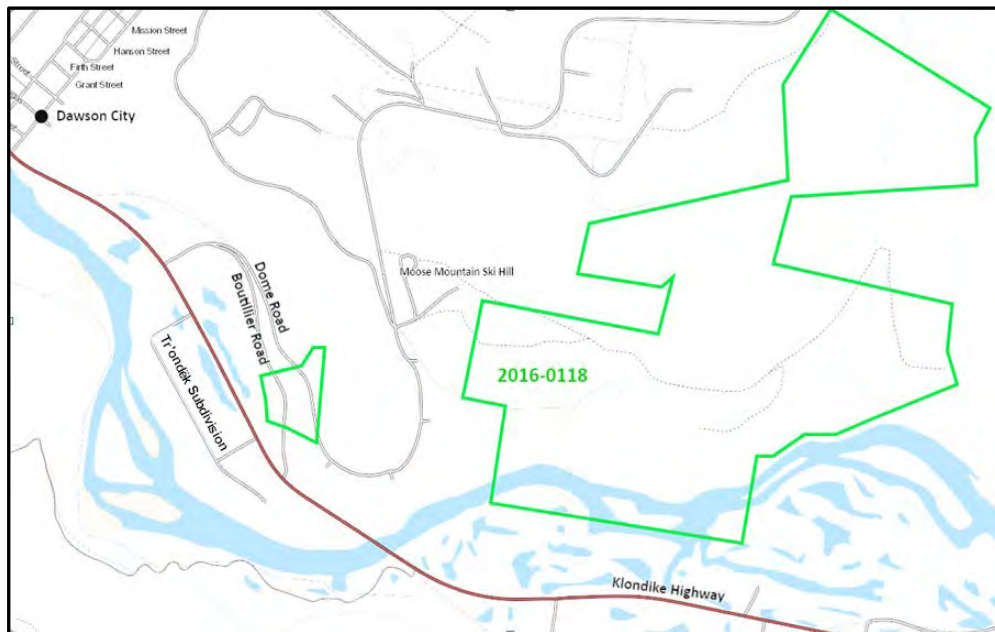 Mission Street
Hanson Street
Firth Street
Grant Street
Street
Dawson City
Moose Mountain Ski Hill
Dome Road
Boutillier Road
Tr'ondëk Subdivision
2016-0118
Klondike Highway